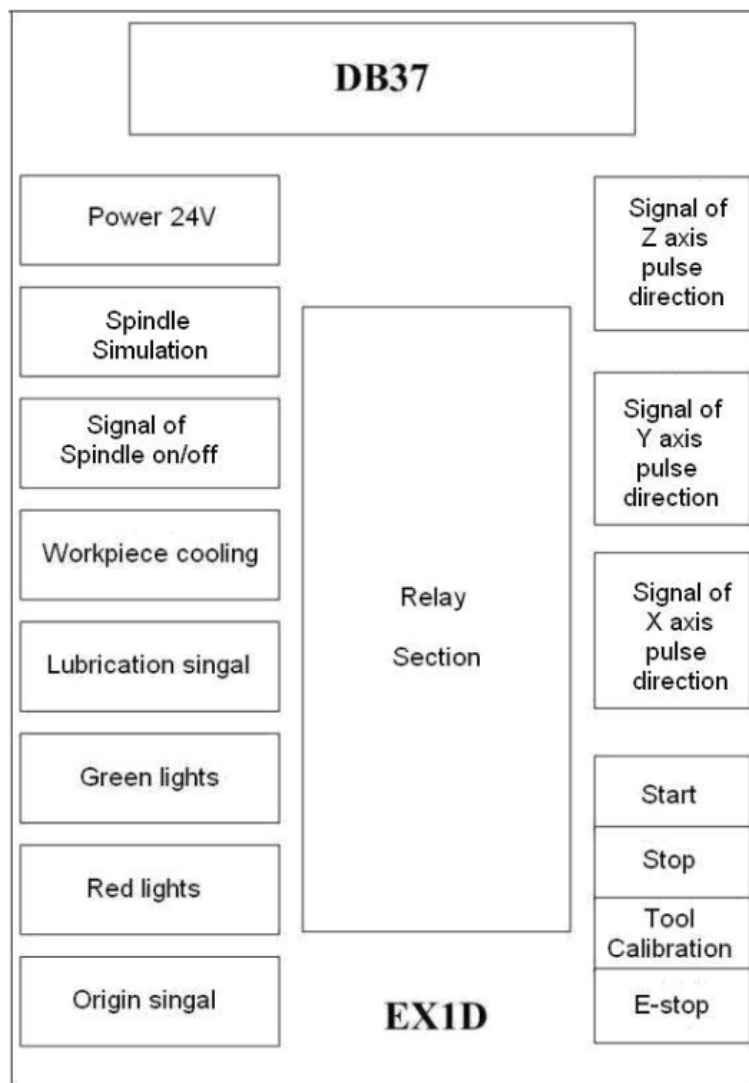 DB37
Power 24V
Spindle
Simulation
Signal of
Spindle on/off
Workpiece cooling
Lubrication singal
Green lights
Red lights
Origin singal
Relay
Section
EX1D
Signal of
Z axis
pulse
direction
Signal of
Y axis
pulse
direction
Signal of
X axis
pulse
direction
Start
Stop
Tool
Calibration
E-stop